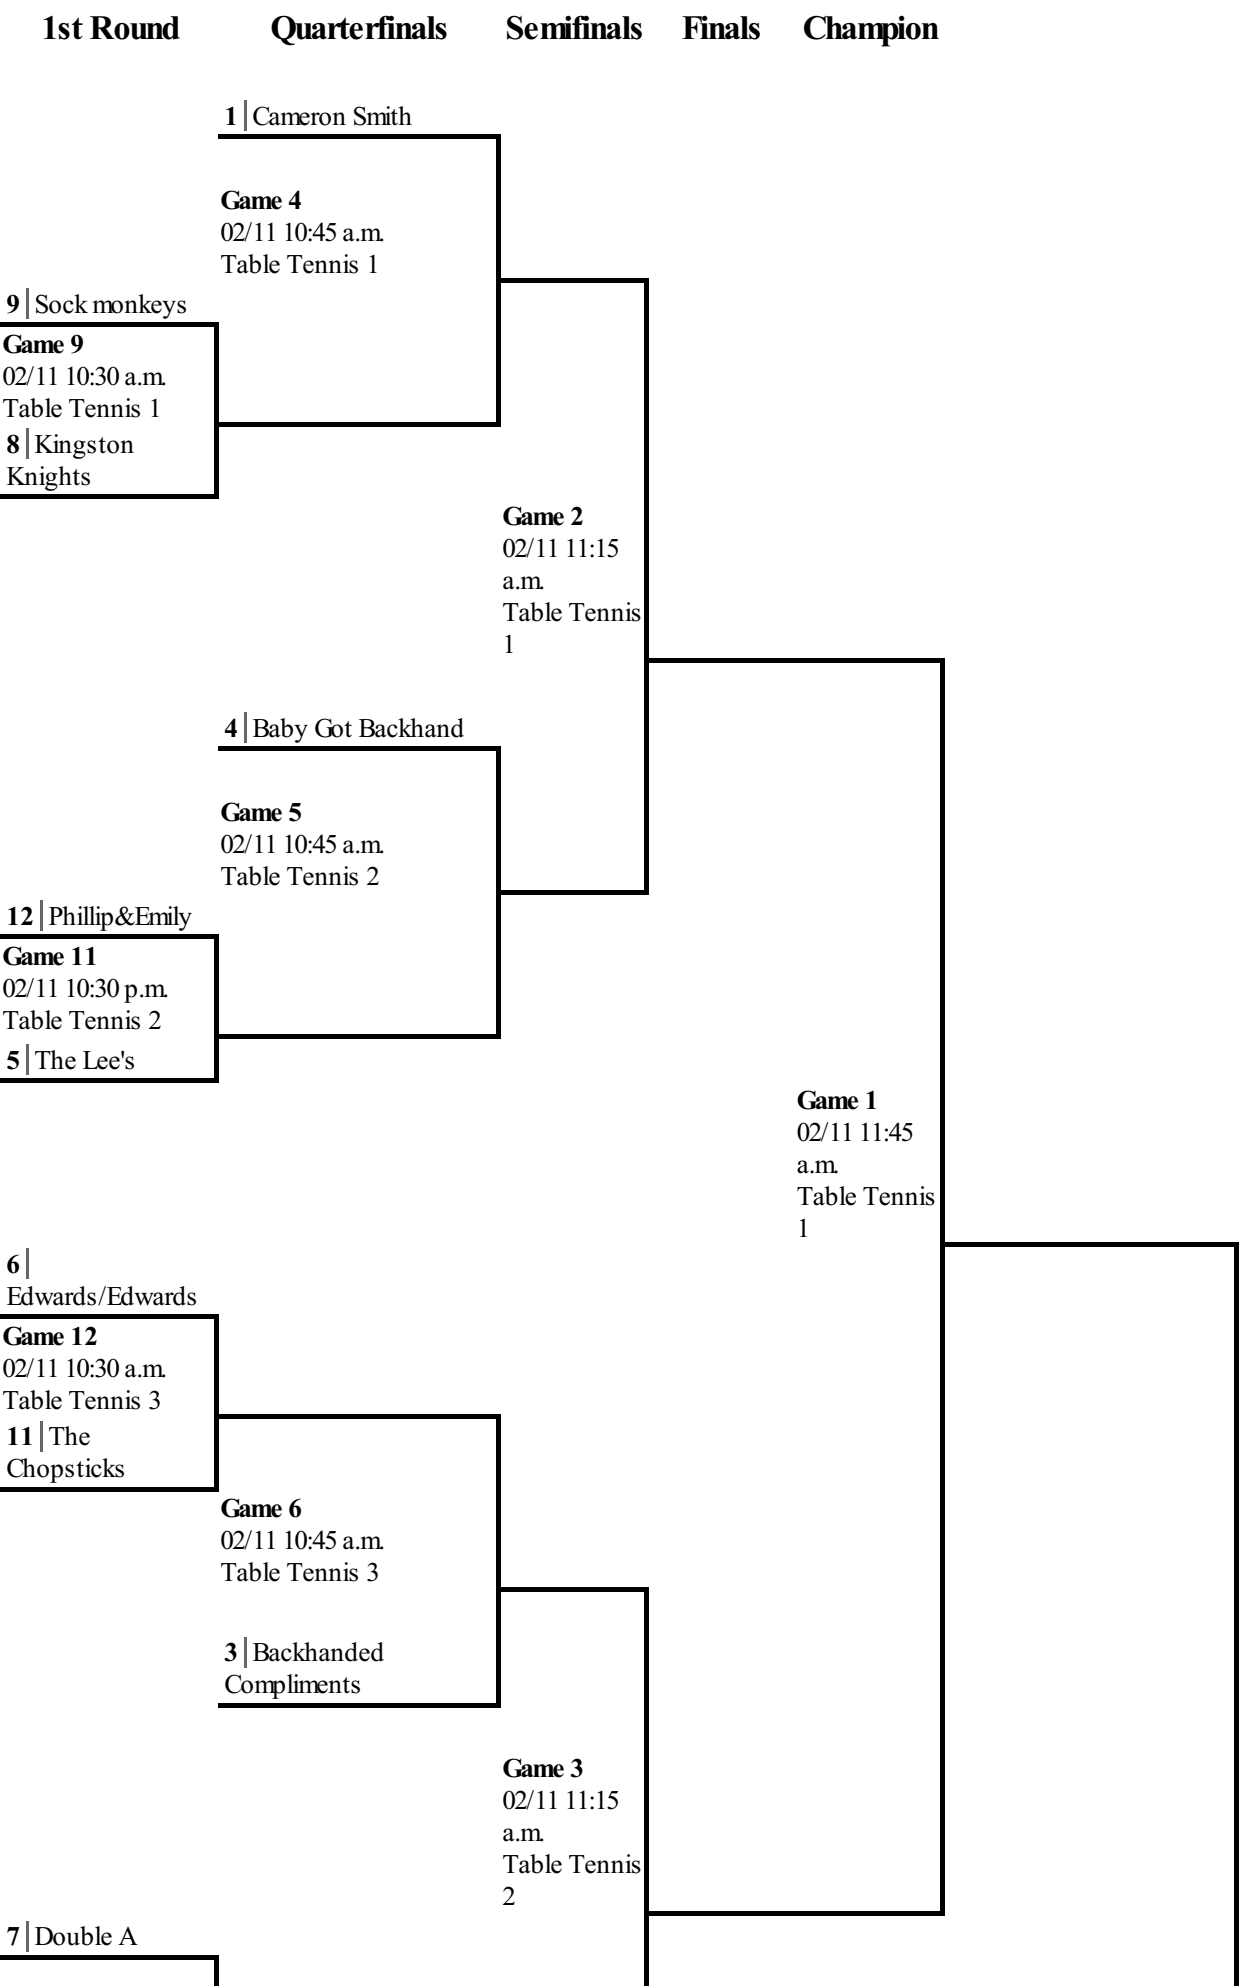 1st Round Quarterfinals Semifinals Finals Champion
1 Cameron Smith
Game 4
02/11 10:45 a.m.
Table Tennis 1
9 Sock monkeys
Game 9
02/11 10:30 a.m.
Table Tennis 1
8 Kingston
Knights
Game 2
02/11 11:15
a.m.
Table Tennis
1
4 Baby Got Backhand
Game 5
02/11 10:45 a.m.
Table Tennis 2
12 Phillip&Emily
Game 11
02/11 10:30 p.m.
Table Tennis 2
5 The Lee's
Game 1
02/11 11:45
a.m.
Table Tennis
1
6
Edwards/Edwards
Game 12
02/11 10:30 a.m.
Table Tennis 3
11 The
Chopsticks
Game 6
02/11 10:45 a.m.
Table Tennis 3
3 Backhanded
Compliments
Game 3
02/11 11:15
a.m.
Table Tennis
2
7 Double A